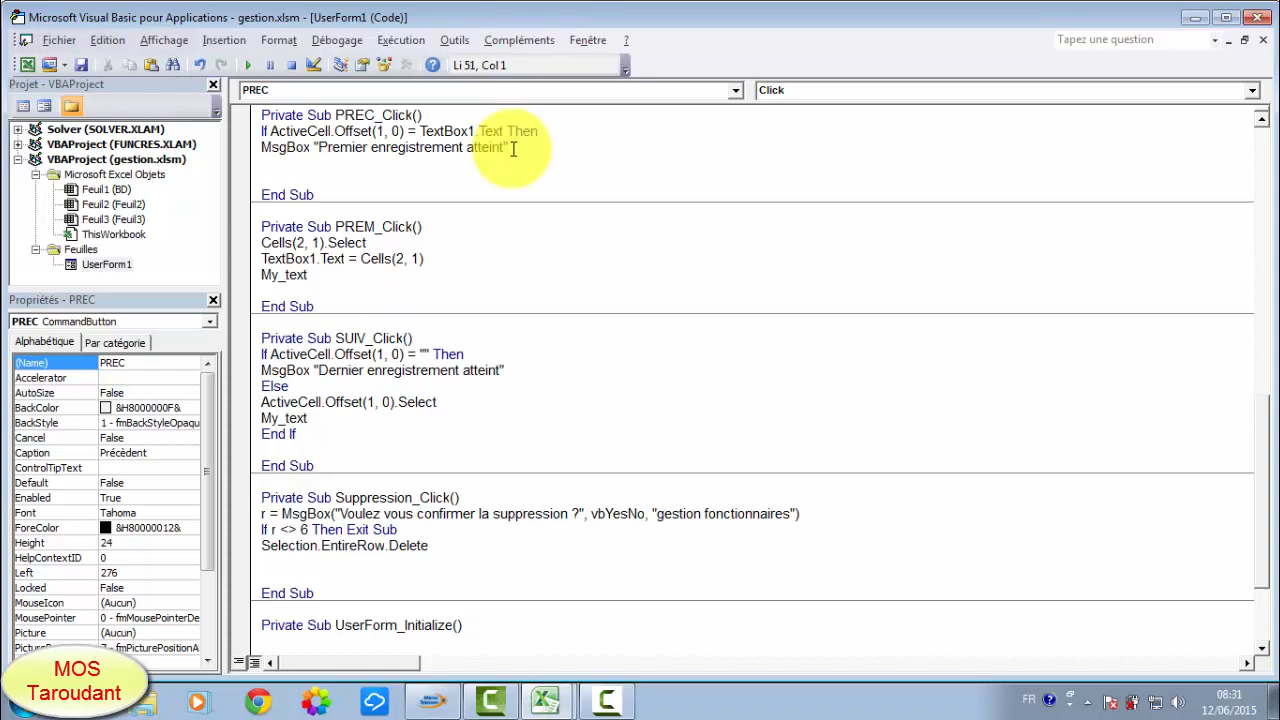 Microsoft Visual Basic pour Applications - gestion.xlsm - [UserForm1 (Code)]
Fichier Edition Affichage Insertion Format Débogage Exécution Outils Compléments Fenêtre ? Tapez une question
Li 51, Col 1
Projet - VBAProject
PREC Click
Solver (SOLVER.XLAM)
VBAProject (FUNCRES.XLAM)
VBAProject (gestion.xlsm)
Microsoft Excel Objets
Feuil1 (BD)
Feuil2 (Feuil2)
Feuil3 (Feuil3)
ThisWorkbook
Feuilles
UserForm1
Propriétés - PREC
PREC CommandButton
Alphabétique Par catégorie
(Name) PREC
Accelerator
AutoSize False
BackColor &H8000000F&
BackStyle 1 - fmBackStyleOpaqu
Cancel False
Caption Précèdent
ControlTipText
Default False
Enabled True
Font Tahoma
ForeColor &H80000012&
Height 24
HelpContextID 0
Left 276
Locked False
MouseIcon (Aucun)
MousePointer 0 - fmMousePointerDe
Picture (Aucun)
Private Sub PREC_Click()
If ActiveCell.Offset(1, 0) = TextBox1.Text Then
MsgBox "Premier enregistrement atteint"
End Sub
Private Sub PREM_Click()
Cells(2, 1).Select
TextBox1.Text = Cells(2, 1)
My_text
End Sub
Private Sub SUIV_Click()
If ActiveCell.Offset(1, 0) = "" Then
MsgBox "Dernier enregistrement atteint"
Else
ActiveCell.Offset(1, 0).Select
My_text
End If
End Sub
Private Sub Suppression_Click()
r = MsgBox("Voulez vous confirmer la suppression ?", vbYesNo, "gestion fonctionnaires")
If r <> 6 Then Exit Sub
Selection.EntireRow.Delete
End Sub
Private Sub UserForm_Initialize()
MOS
Taroudant
FR
08:31
12/06/2015